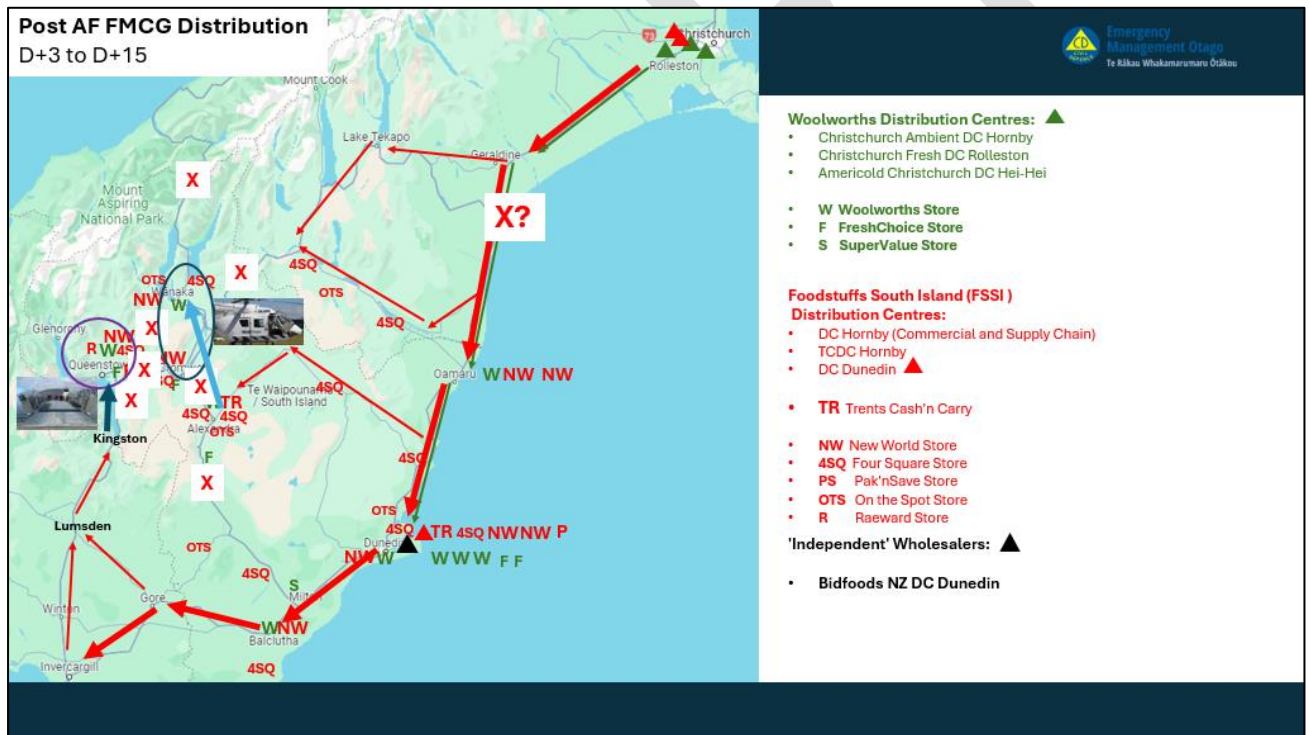 Post AF FMCG Distribution
D+3 to D+15
73
Christchurch
Rolleston
Mount Cook
Lake Tekapo
Geraldine
X
Mount
Aspiring
National Park
X?
X
OTS 4SQ
4SQ
Wanaka
OTS
NW
W
Glenorchy
X
4SQ
NW
R W 4SQ
NW
Oamaru
W NW NW
Queenstown
F
X
SQ
F
X
Te Waipounamu
/ South Island
4SQ
X
TR
4SQ 4SQ
Alexandra
OTS
Kingston
F
4SQ
X
OTS
Lumsden
4SQ
TR 4SQ NW NW P
Dunedin
OTS
NW W
W W W F F
4SQ
S
Gore
Milton
Winton
W NW
Balclutha
Invercargill
4SQ
Emergency
Management Otago
Te Rākau Whakamarumaru Ōtākou
CD
Woolworths Distribution Centres:
• Christchurch Ambient DC Hornby
• Christchurch Fresh DC Rolleston
• Americold Christchurch DC Hei-Hei
• W Woolworths Store
• F FreshChoice Store
• S SuperValue Store
Foodstuffs South Island (FSSI )
Distribution Centres:
• DC Hornby (Commercial and Supply Chain)
• TCDC Hornby
• DC Dunedin
• TR Trents Cash'n Carry
• NW New World Store
• 4SQ Four Square Store
• PS Pak'nSave Store
• OTS On the Spot Store
• R Raeward Store
'Independent' Wholesalers:
• Bidfoods NZ DC Dunedin